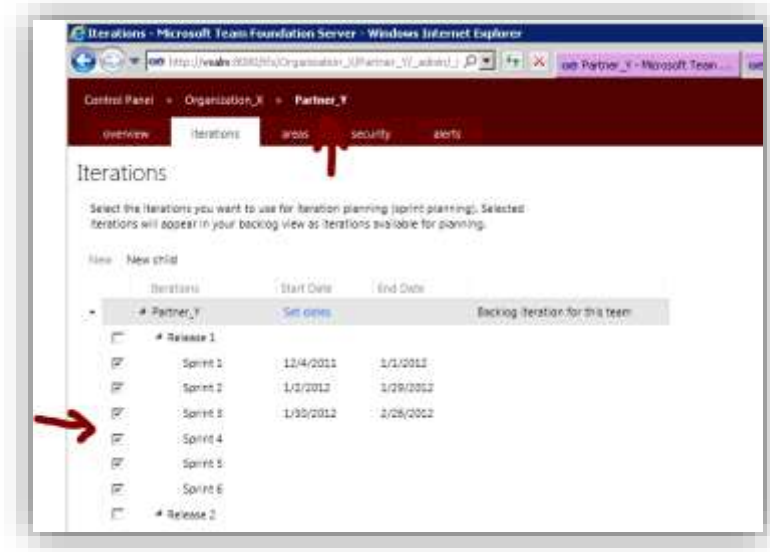 Iterations - Microsoft Team Foundation Server - Windows Internet Explorer
Partner_Y - Microsoft Team ...
Control Panel > Organization_X > Partner_Y
overview iterations areas security alerts
Iterations
Select the iterations you want to use for iteration planning (sprint planning). Selected
iterations will appear in your backlog view as iterations available for planning.
New New child
Iterations Start Date End Date
Partner_Y Set dates Backlog iteration for this team
Release 1
Sprint 1 12/4/2011 1/1/2012
Sprint 2 1/2/2012 1/29/2012
Sprint 3 1/30/2012 2/26/2012
Sprint 4
Sprint 5
Sprint 6
Release 2